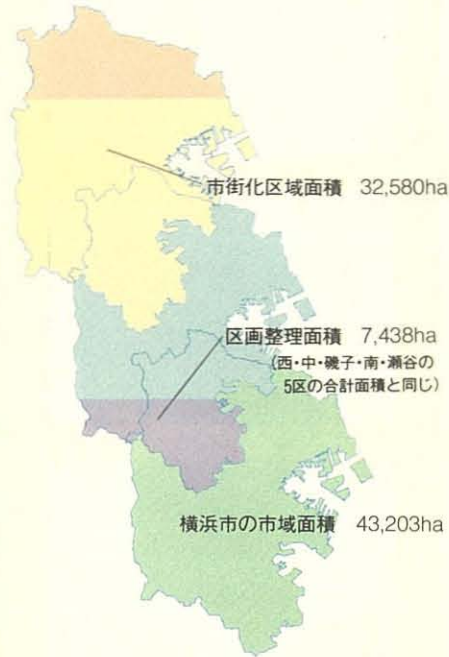 市街化区域面積 32,580ha
区画整理面積 7,438ha
(西・中・磯子・南・瀬谷の
5区の合計面積と同じ)
横浜市の市域面積 43,203ha